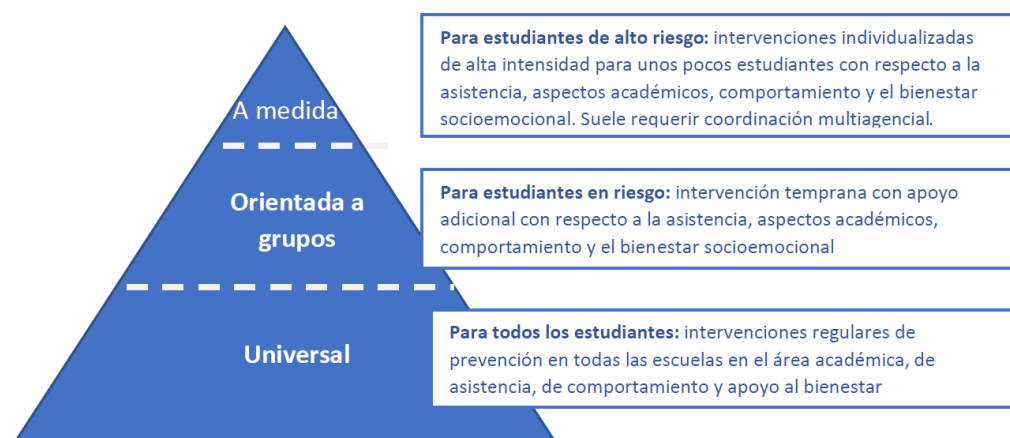 A medida
Para estudiantes de alto riesgo: intervenciones individualizadas
de alta intensidad para unos pocos estudiantes con respecto a la
asistencia, aspectos académicos, comportamiento y el bienestar
socioemocional. Suele requerir coordinación multiagencial.
Orientada a
grupos
Para estudiantes en riesgo: intervención temprana con apoyo
adicional con respecto a la asistencia, aspectos académicos,
comportamiento y el bienestar socioemocional
Universal
Para todos los estudiantes: intervenciones regulares de
prevención en todas las escuelas en el área académica, de
asistencia, de comportamiento y apoyo al bienestar